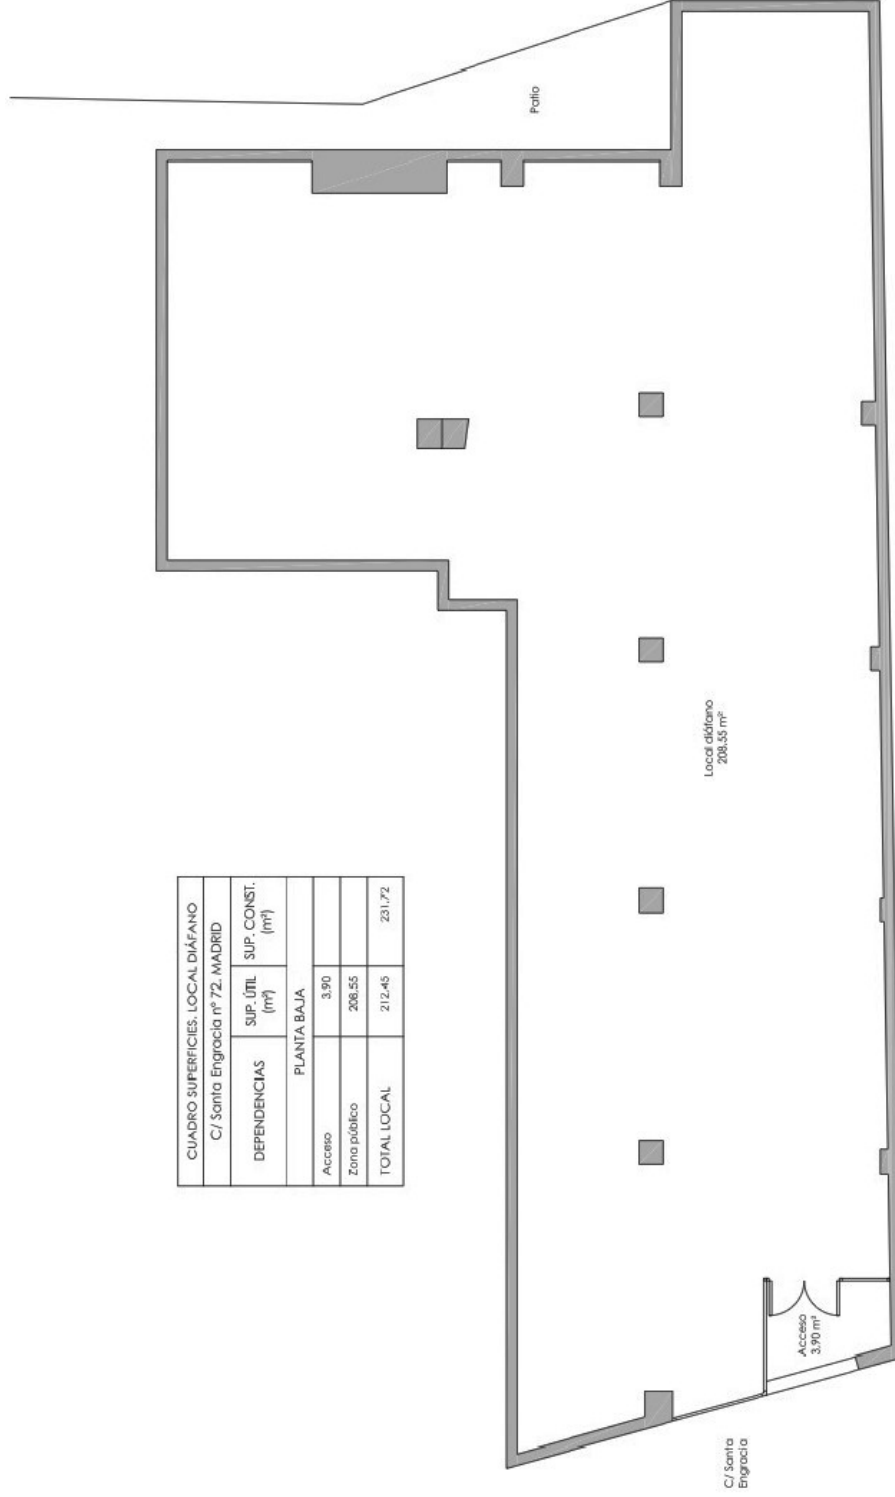 Patio
CUADRO SUPERFICIES. LOCAL DIÁFANO
C/ Santa Engracia nº 72. MADRID
DEPENDENCIAS SUP. ÚTIL (m²) SUP. CONST. (m²)
PLANTA BAJA
Acceso 3,90
Zona público 208,55
TOTAL LOCAL 212,45 231,72
Local diáfano
208.55 m²
Acceso
3.90 m²
C/ Santa
Engracia